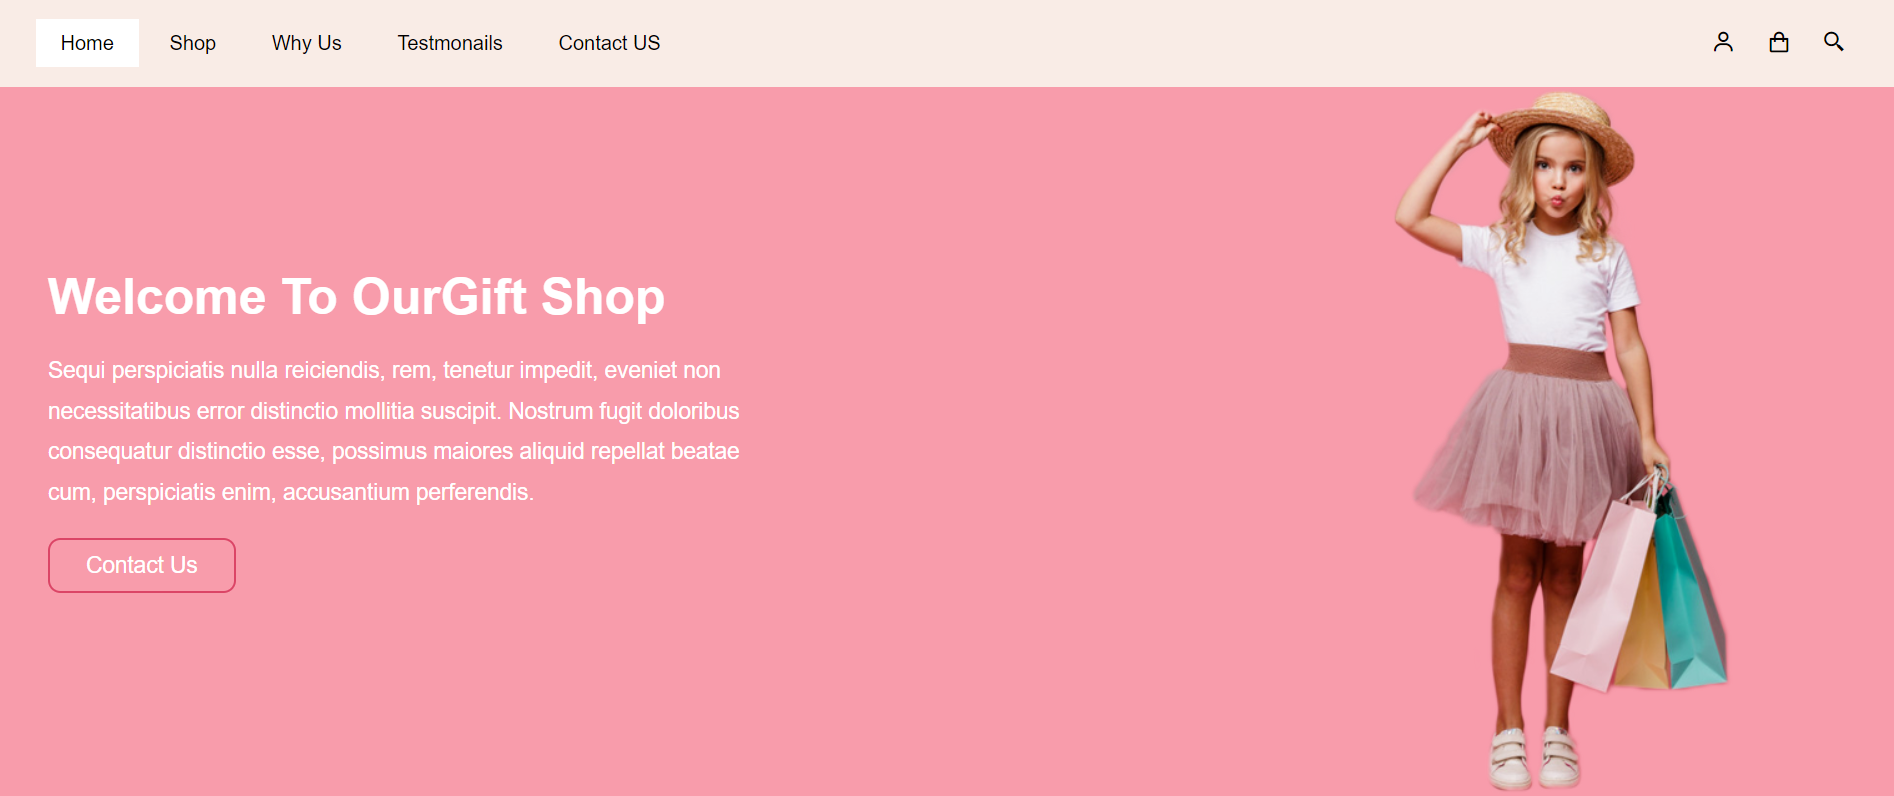 Home Shop Why Us Testmonails Contact US
Welcome To OurGift Shop
Sequi perspiciatis nulla reiciendis, rem, tenetur impedit, eveniet non
necessitatibus error distinctio mollitia suscipit. Nostrum fugit doloribus
consequatur distinctio esse, possimus maiores aliquid repellat beatae
cum, perspiciatis enim, accusantium perferendis.
Contact Us